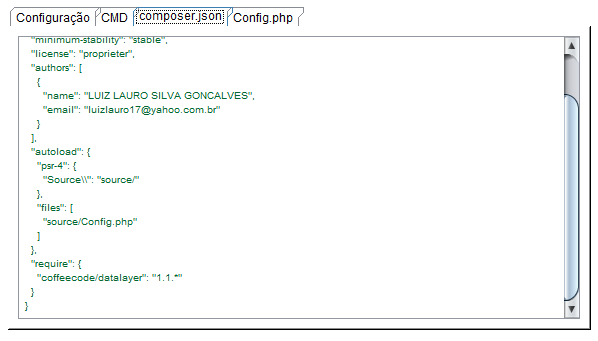 Configuração CMD composer.json Config.php
"minimum-stability": "stable",
"license": "proprieter",
"authors": [
{
"name": "LUIZ LAURO SILVA GONCALVES",
"email": "luizlauro17@yahoo.com.br"
}
],
"autoload": {
"psr-4": {
"Source\\": "source/"
},
"files": [
"source/Config.php"
]
},
"require": {
"coffeecode/datalayer": "1.1.*"
}
}